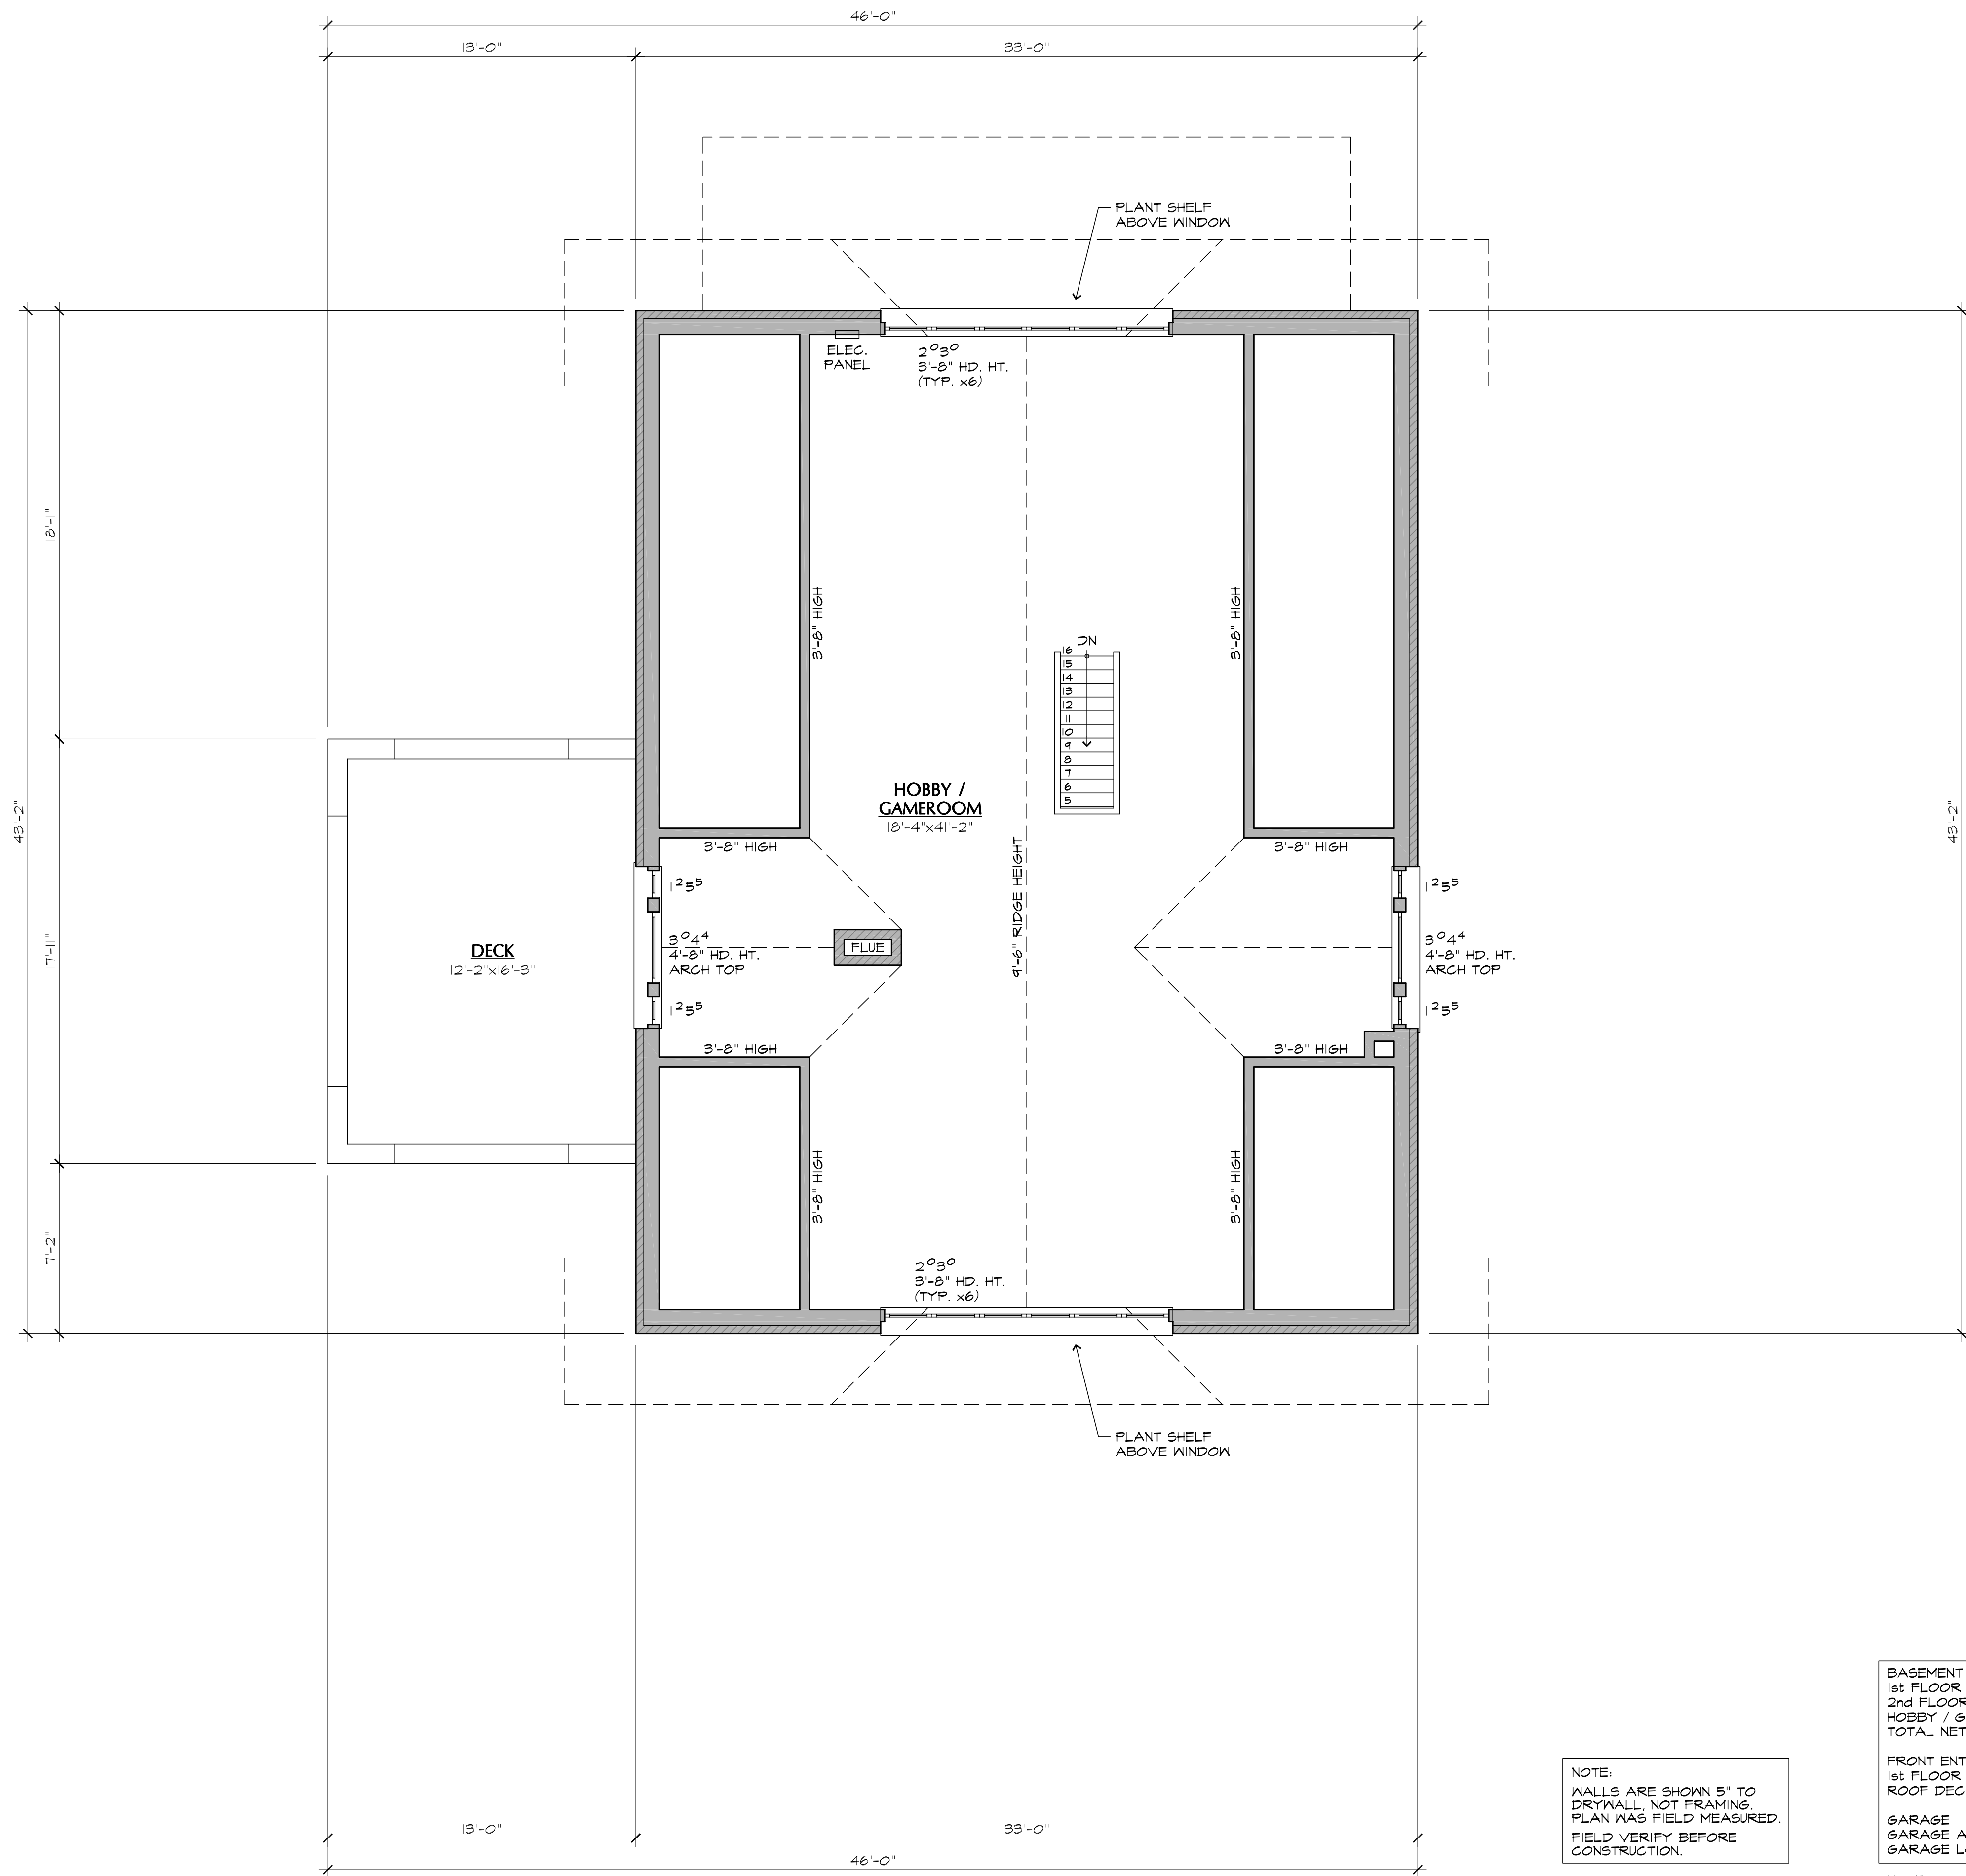 46'-0"
13'-0"
33'-0"
PLANT SHELF
ABOVE WINDOW
ELEC.
PANEL
2⁰3⁰
3'-8" HD. HT.
(TYP. x6)
18'-1"
3'-8" HIGH
3'-8" HIGH
DN
16
15
14
13
12
11
10
9
8
7
6
5
HOBBY /
GAMEROOM
18'-4"x41'-2"
43'-2"
43'-2"
3'-8" HIGH
3'-8" HIGH
9'-6" RIDGE HEIGHT
1²5⁵
1²5⁵
17'-11"
DECK
12'-2"x16'-3"
3⁰4⁴
4'-8" HD. HT.
ARCH TOP
FLUE
3⁰4⁴
4'-8" HD. HT.
ARCH TOP
1²5⁵
1²5⁵
3'-8" HIGH
3'-8" HIGH
3'-8" HIGH
3'-8" HIGH
7'-2"
2⁰3⁰
3'-8" HD. HT.
(TYP. x6)
PLANT SHELF
ABOVE WINDOW
NOTE:
WALLS ARE SHOWN 5" TO
DRYWALL, NOT FRAMING.
PLAN WAS FIELD MEASURED.
FIELD VERIFY BEFORE
CONSTRUCTION.
BASEMENT
1st FLOOR
2nd FLOOR
HOBBY / G
TOTAL NET
FRONT ENT
1st FLOOR
ROOF DEC
GARAGE
GARAGE A
GARAGE L
13'-0"
33'-0"
46'-0"